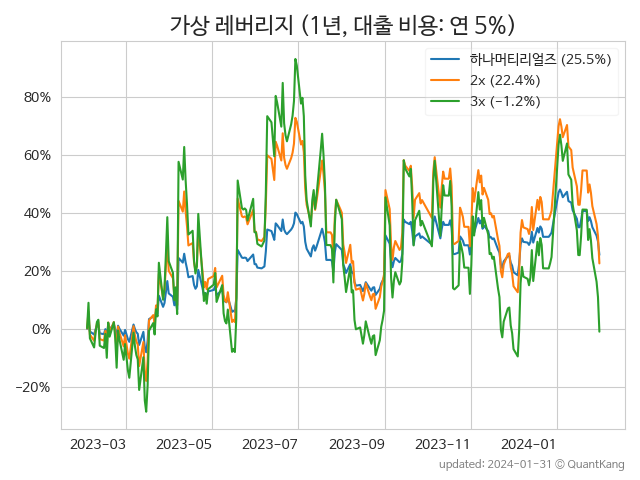 가상 레버리지 (1년, 대출 비용: 연 5%)
하나머티리얼즈 (25.5%)
2x (22.4%)
3x (−1.2%)
80%
60%
40%
20%
0%
−20%
2023-03 2023-05 2023-07 2023-09 2023-11 2024-01
updated: 2024-01-31 © QuantKang